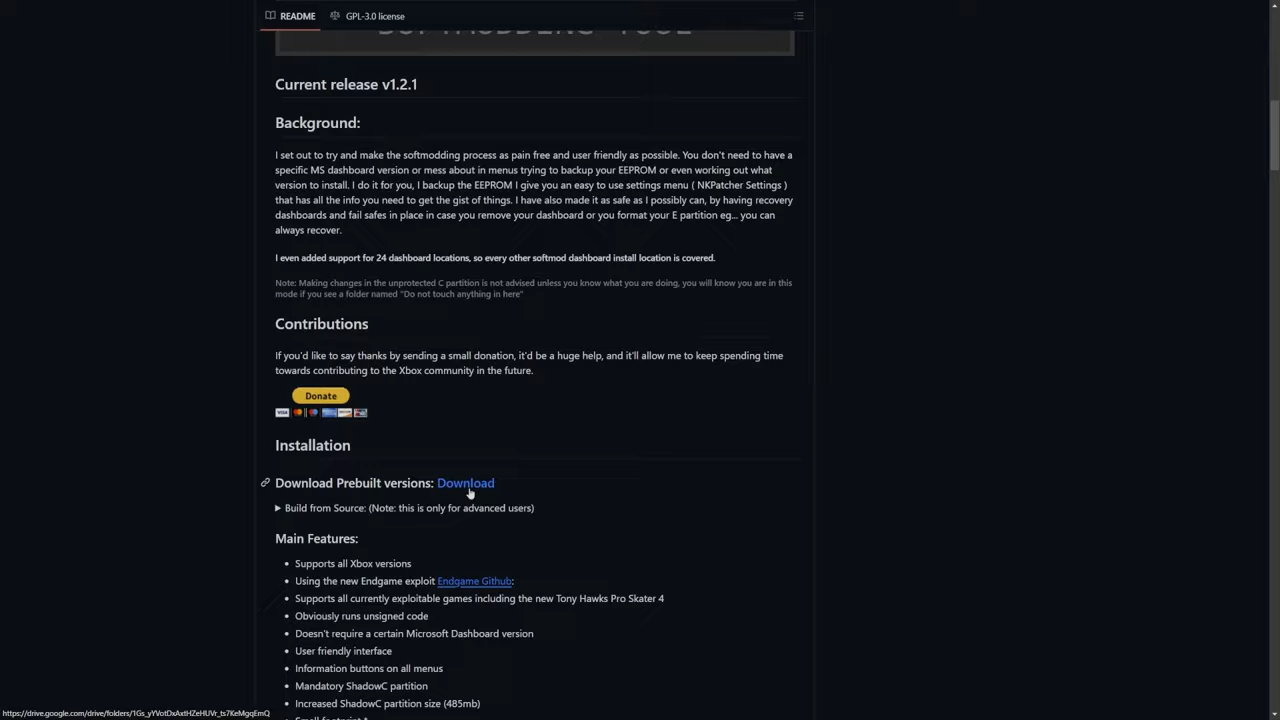 README
GPL-3.0 license
SOFTMODDING TOOL
Current release v1.2.1
Background:
I set out to try and make the softmodding process as pain free and user friendly as possible. You don't need to have a
specific MS dashboard version or mess about in menus trying to backup your EEPROM or even working out what
version to install. I do it for you, I backup the EEPROM I give you an easy to use settings menu ( NKPatcher Settings )
that has all the info you need to get the gist of things. I have also made it as safe as I possibly can, by having recovery
dashboards and fail safes in place in case you remove your dashboard or you format your E partition eg... you can
always recover.
I even added support for 24 dashboard locations, so every other softmod dashboard install location is covered.
Note: Making changes in the unprotected C partition is not advised unless you know what you are doing, you will know you are in this
mode if you see a folder named "Do not touch anything in here"
Contributions
If you'd like to say thanks by sending a small donation, it'd be a huge help, and it'll allow me to keep spending time
towards contributing to the Xbox community in the future.
Donate
VISA
Installation
Download Prebuilt versions: Download
Build from Source: (Note: this is only for advanced users)
Main Features:
Supports all Xbox versions
Using the new Endgame exploit Endgame Github:
Supports all currently exploitable games including the new Tony Hawks Pro Skater 4
Obviously runs unsigned code
Doesn't require a certain Microsoft Dashboard version
User friendly interface
Information buttons on all menus
Mandatory ShadowC partition
Increased ShadowC partition size (485mb)
Small footprint *